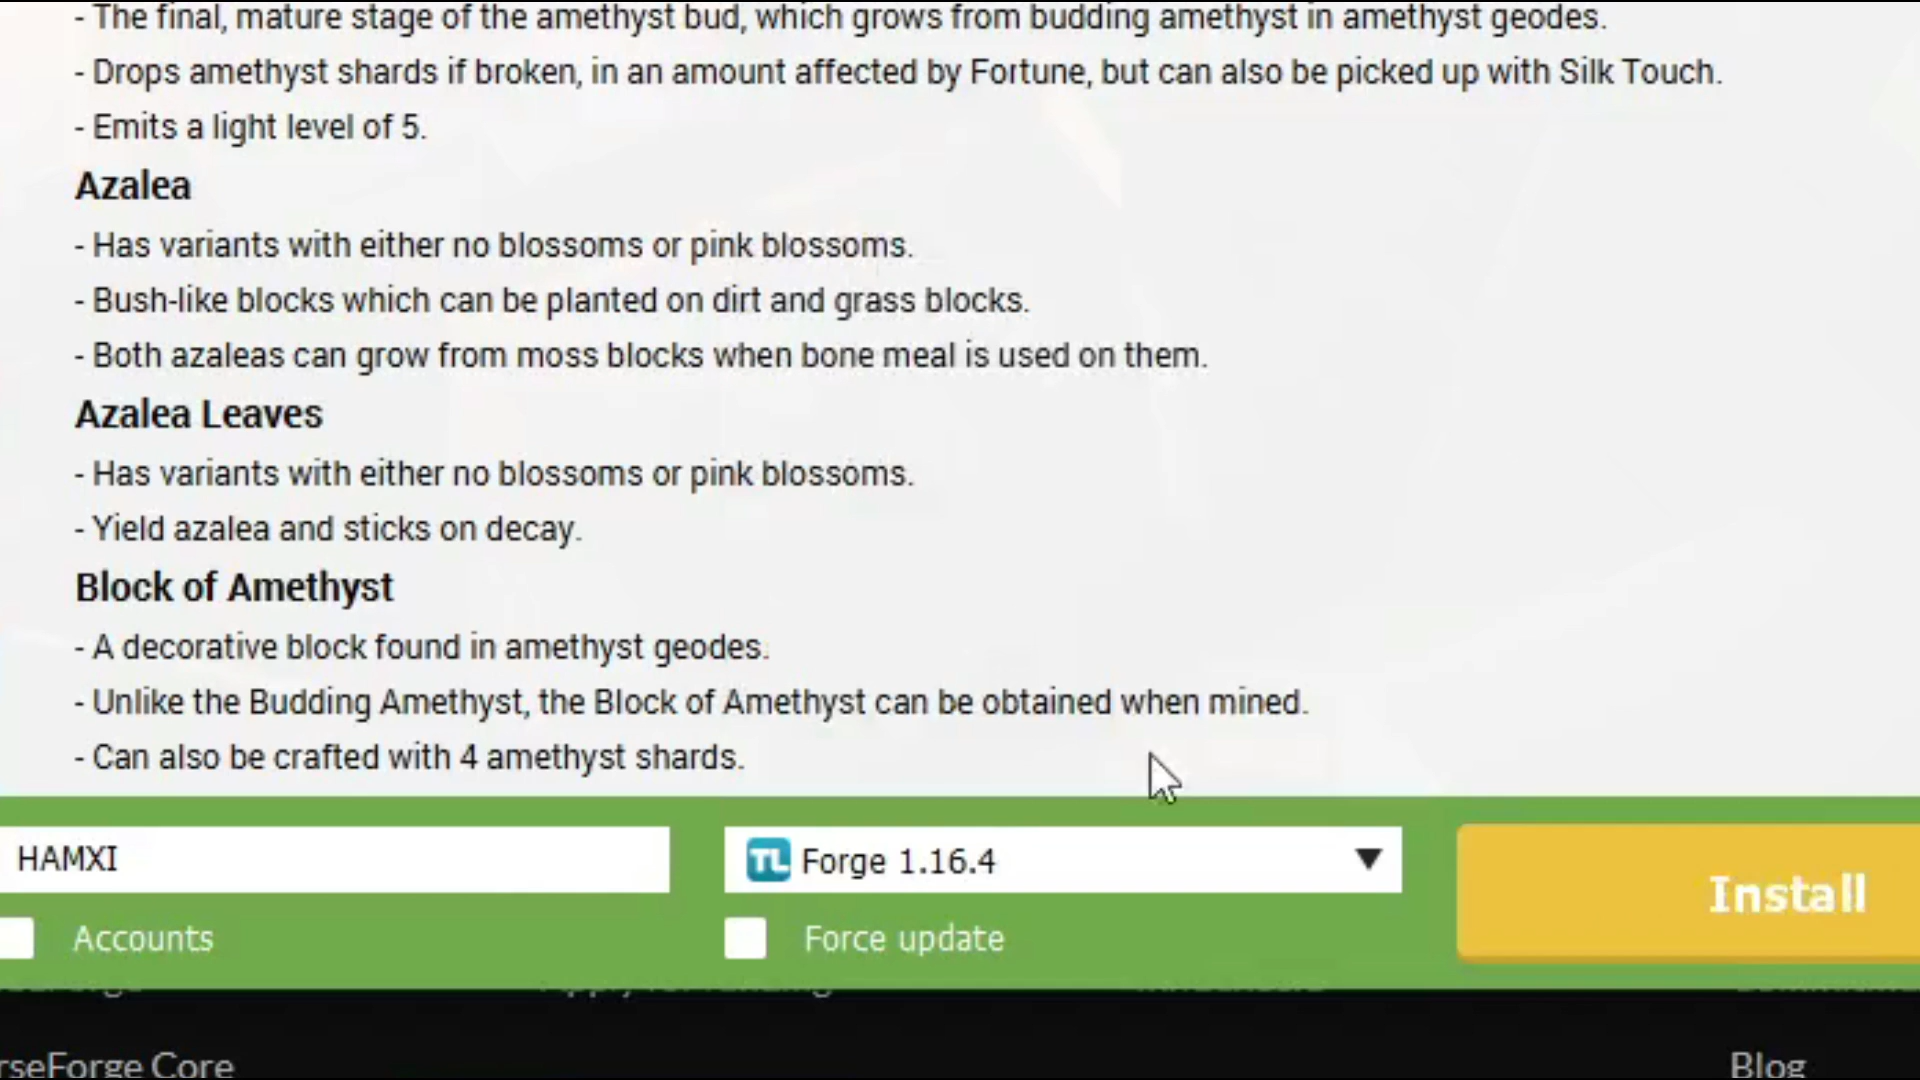 - The final, mature stage of the amethyst bud, which grows from budding amethyst in amethyst geodes.
- Drops amethyst shards if broken, in an amount affected by Fortune, but can also be picked up with Silk Touch.
- Emits a light level of 5.
Azalea
- Has variants with either no blossoms or pink blossoms.
- Bush-like blocks which can be planted on dirt and grass blocks.
- Both azaleas can grow from moss blocks when bone meal is used on them.
Azalea Leaves
- Has variants with either no blossoms or pink blossoms.
- Yield azalea and sticks on decay.
Block of Amethyst
- A decorative block found in amethyst geodes.
- Unlike the Budding Amethyst, the Block of Amethyst can be obtained when mined.
- Can also be crafted with 4 amethyst shards.
HAMXI
TL Forge 1.16.4
Install
Accounts
Force update
rseForge Core
Blog